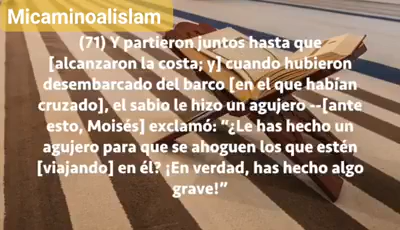 Micaminoalislam
(71) Y partieron juntos hasta que
[alcanzaron la costa; y] cuando hubieron
desembarcado del barco [en el que habían
cruzado], el sabio le hizo un agujero --[ante
esto, Moisés] exclamó: “¿Le has hecho un
agujero para que se ahoguen los que estén
[viajando] en él? ¡En verdad, has hecho algo
grave!”